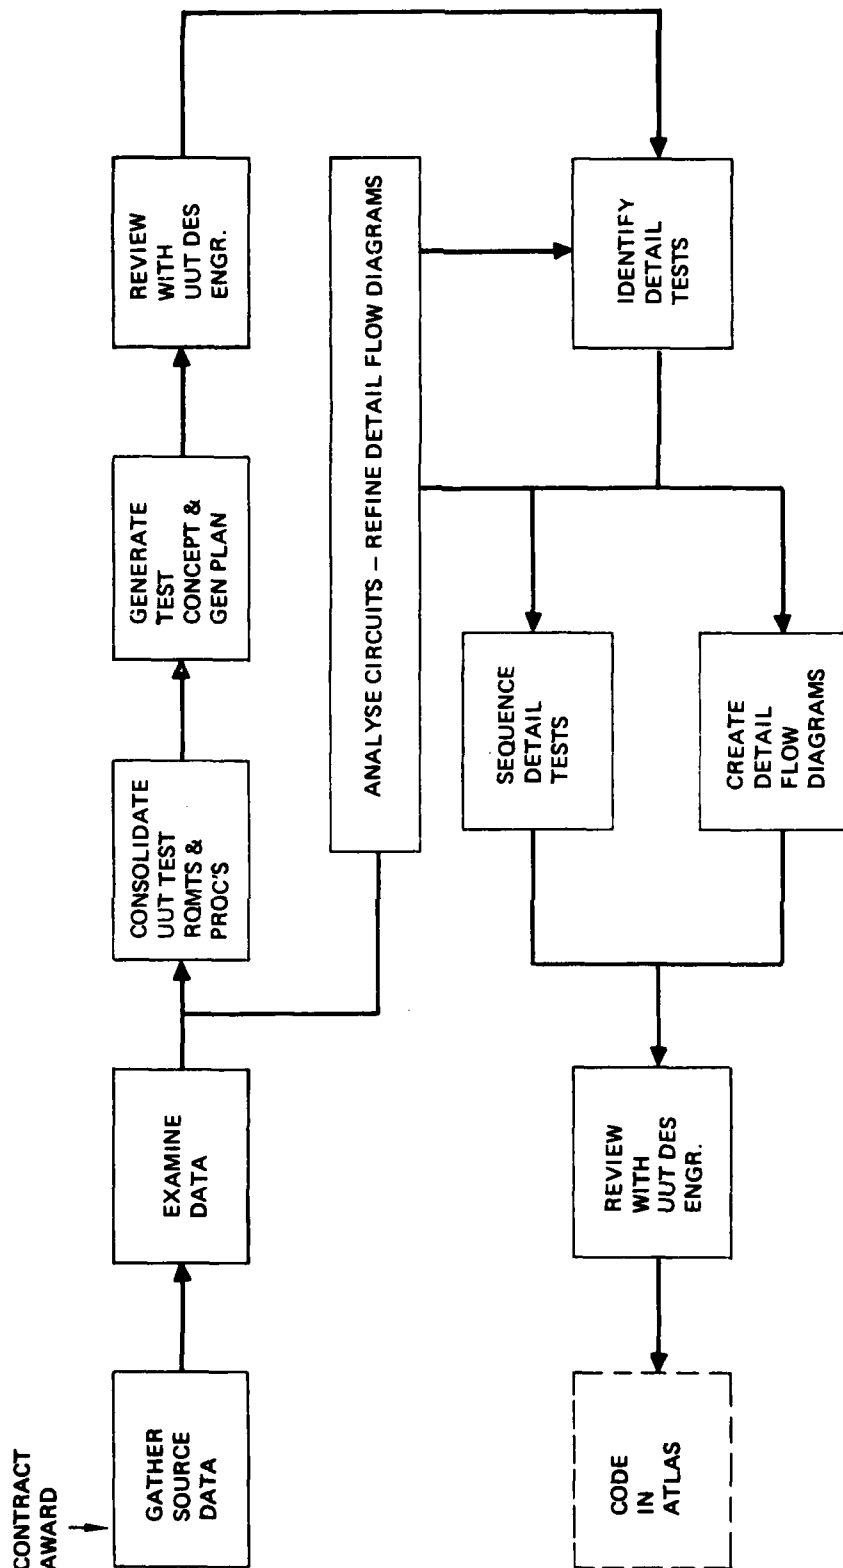 CONTRACT
AWARD
GATHER
SOURCE
DATA
EXAMINE
DATA
CONSOLIDATE
UUT TEST
RQMTS &
PROC'S
GENERATE
TEST
CONCEPT &
GEN PLAN
REVIEW
WITH
UUT DES
ENGR.
ANALYSE CIRCUITS – REFINE DETAIL FLOW DIAGRAMS
IDENTIFY
DETAIL
TESTS
SEQUENCE
DETAIL
TESTS
CREATE
DETAIL
FLOW
DIAGRAMS
REVIEW
WITH
UUT DES
ENGR.
CODE
IN
ATLAS